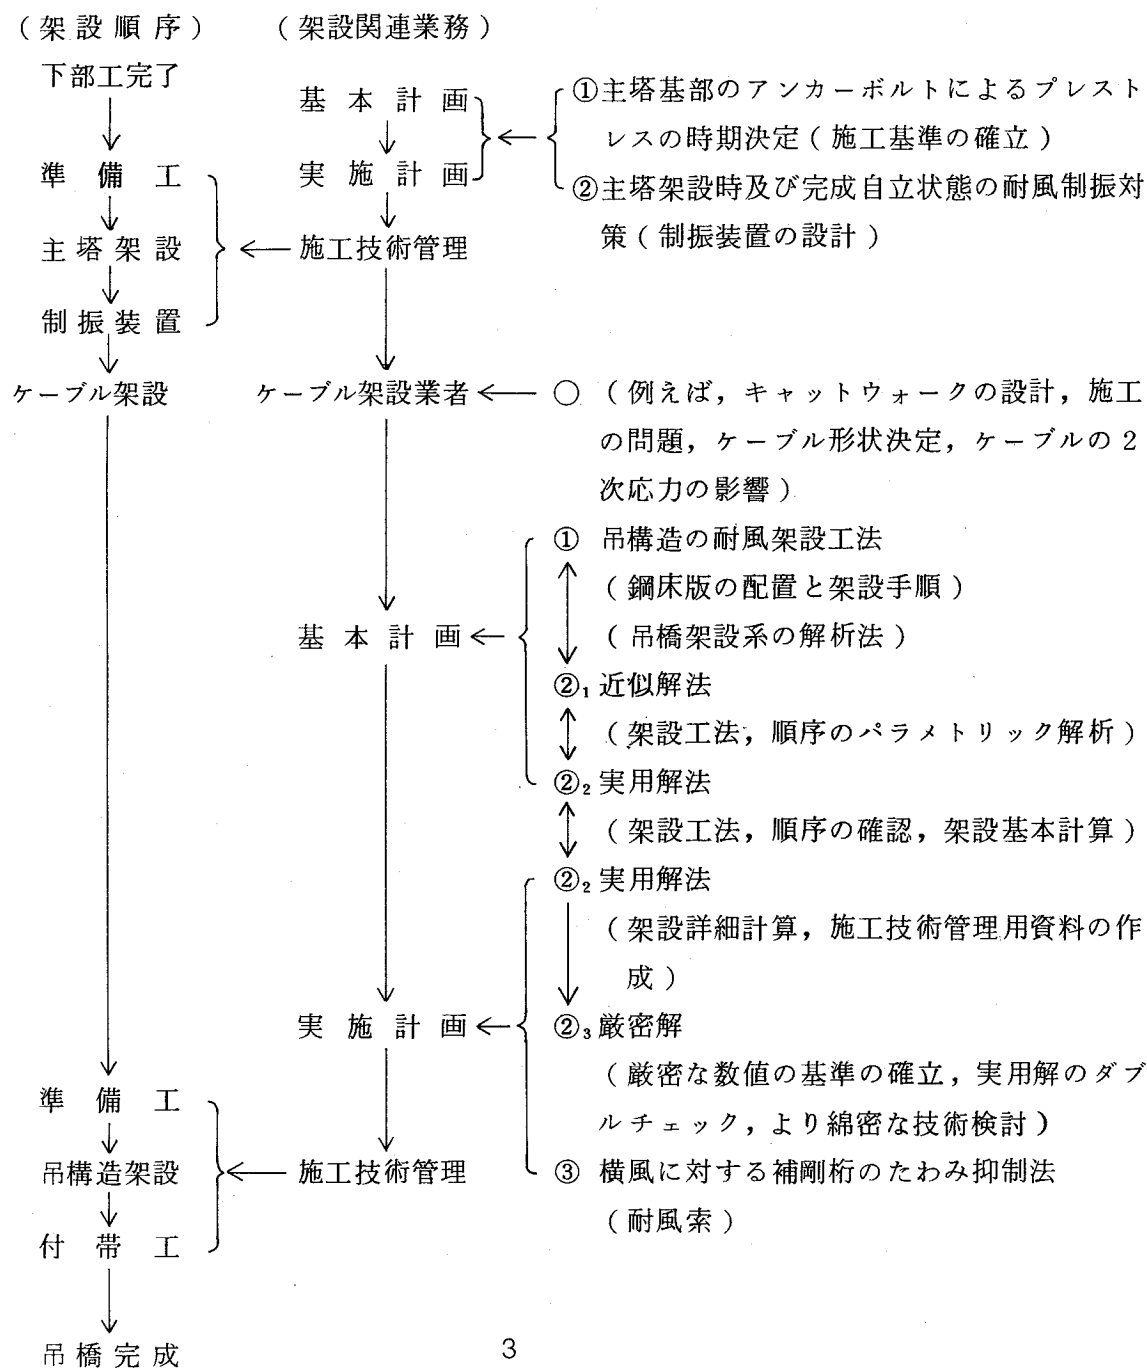 (架設順序) (架設関連業務)
下部工完了
基本計画
①主塔基部のアンカーボルトによるプレスト
レスの時期決定(施工基準の確立)
準備工
実施計画
②主塔架設時及び完成自立状態の耐風制振対
策(制振装置の設計)
主塔架設
施工技術管理
制振装置
ケーブル架設
ケーブル架設業者
○ (例えば,キャットウォークの設計,施工
の問題,ケーブル形状決定,ケーブルの2
次応力の影響)
① 吊構造の耐風架設工法
(鋼床版の配置と架設手順)
基本計画
(吊橋架設系の解析法)
②₁近似解法
(架設工法,順序のパラメトリック解析)
②₂実用解法
(架設工法,順序の確認,架設基本計算)
②₂実用解法
(架設詳細計算,施工技術管理用資料の作
成)
実施計画
②₃厳密解
(厳密な数値の基準の確立,実用解のダブ
ルチェック,より綿密な技術検討)
準備工
吊構造架設
施工技術管理
③ 横風に対する補剛桁のたわみ抑制法
(耐風索)
付帯工
吊橋完成
3